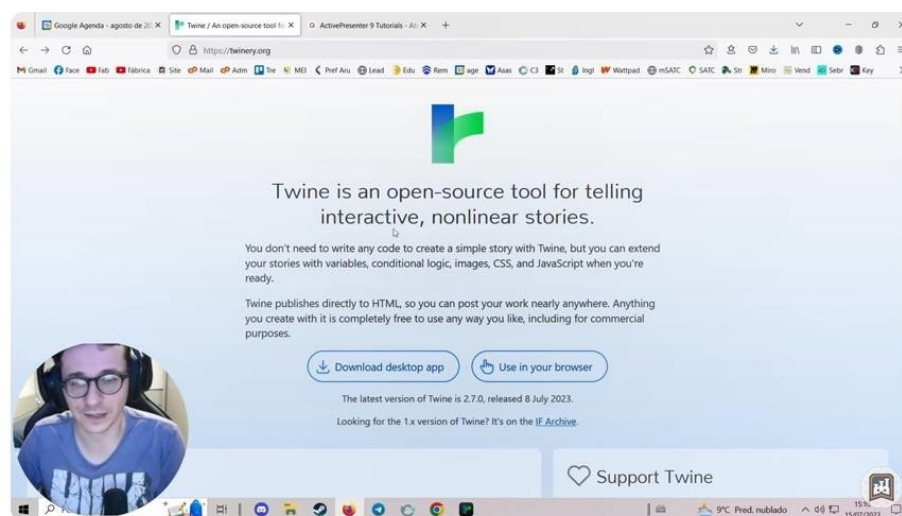 Google Agenda - agosto de 20
Twine / An open-source tool fo
ActivePresenter 9 Tutorials - At
https://twinery.org
Gmail Face Fab Fábrica Site Mail Adm Tre MEI Pref Aru Lead Edu Rem age Asas C3 St Ingl Wattpad mSATC SATC Str Miro Vend Sebr Key
Twine is an open-source tool for telling
interactive, nonlinear stories.
You don't need to write any code to create a simple story with Twine, but you can extend
your stories with variables, conditional logic, images, CSS, and JavaScript when you're
ready.
Twine publishes directly to HTML, so you can post your work nearly anywhere. Anything
you create with it is completely free to use any way you like, including for commercial
purposes.
Download desktop app
Use in your browser
The latest version of Twine is 2.7.0, released 8 July 2023.
Looking for the 1.x version of Twine? It's on the IF Archive.
Support Twine
9°C Pred. nublado
15/07/2023